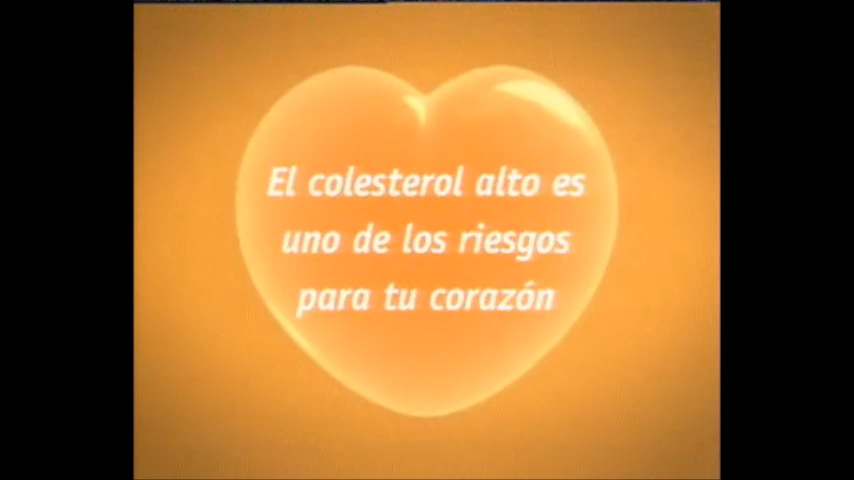 El colesterol alto es
uno de los riesgos
para tu corazón